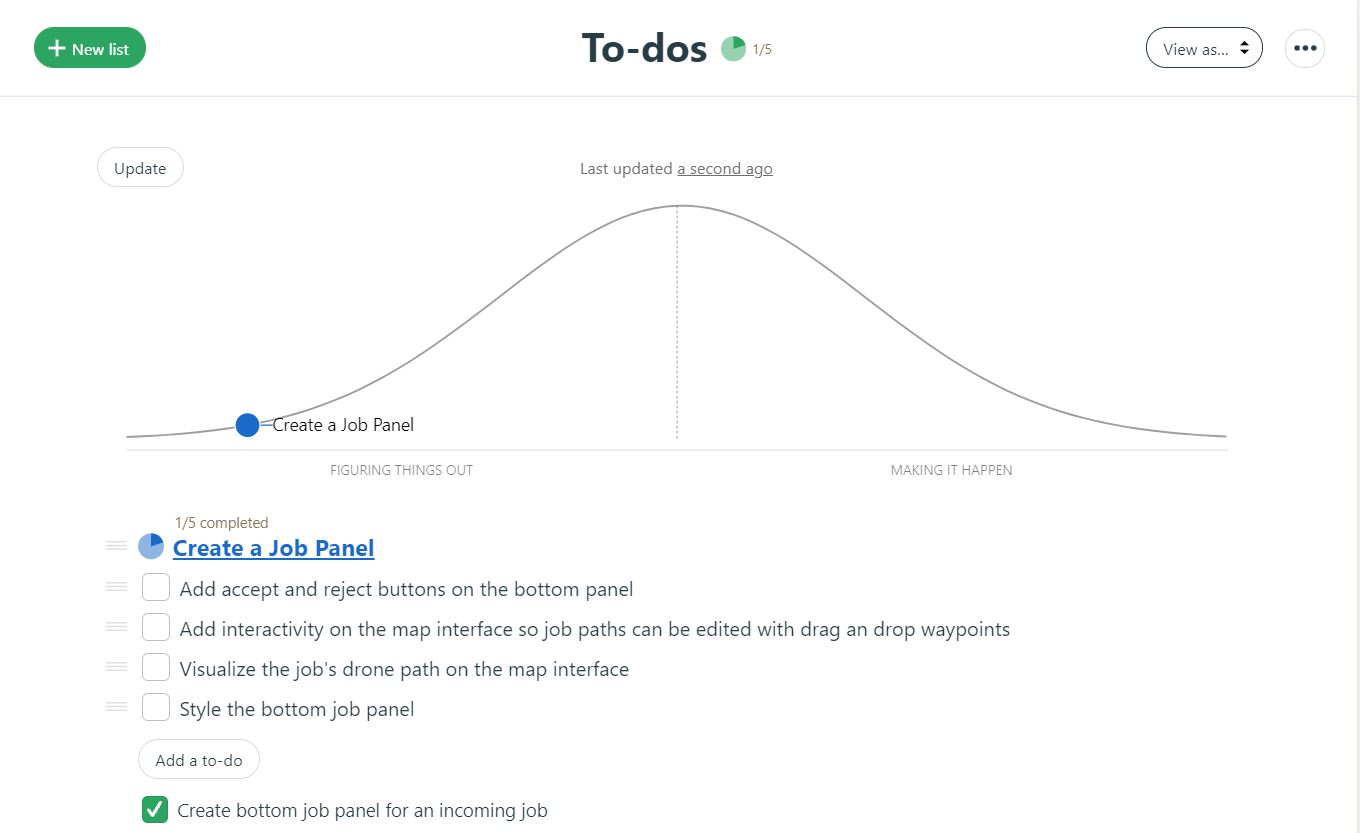 New list
To-dos 1/5
View as...
Update
Last updated a second ago
Create a Job Panel
FIGURING THINGS OUT
MAKING IT HAPPEN
1/5 completed
Create a Job Panel
Add accept and reject buttons on the bottom panel
Add interactivity on the map interface so job paths can be edited with drag an drop waypoints
Visualize the job's drone path on the map interface
Style the bottom job panel
Add a to-do
Create bottom job panel for an incoming job